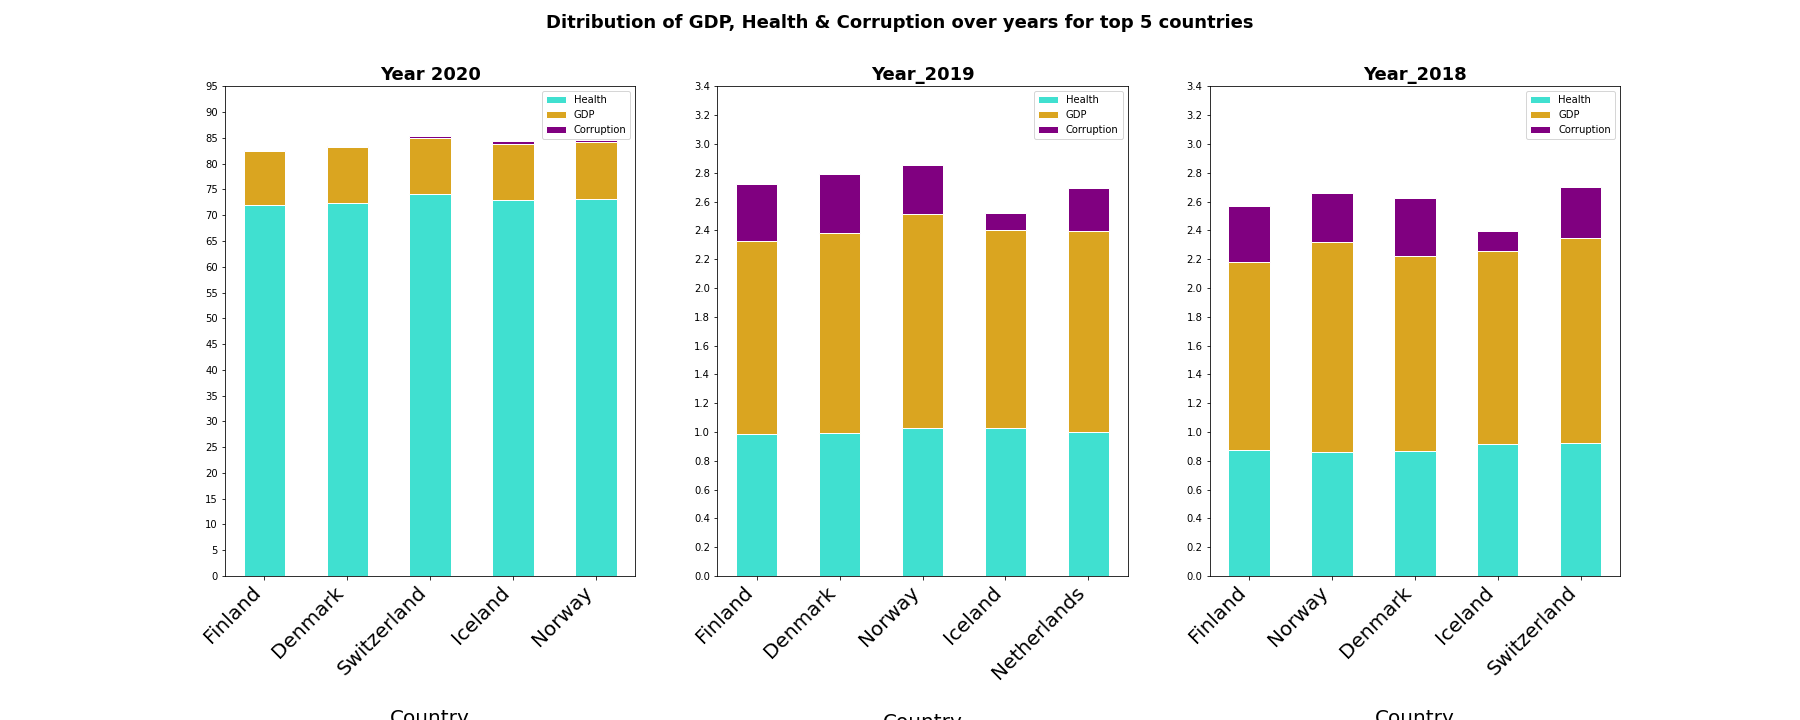 Ditribution of GDP, Health & Corruption over years for top 5 countries
Year 2020
95
90
85
80
75
70
65
60
55
50
45
40
35
30
25
20
15
10
5
0
Health
GDP
Corruption
Finland
Denmark
Switzerland
Iceland
Norway
Country
Year_2019
3.4
3.2
3.0
2.8
2.6
2.4
2.2
2.0
1.8
1.6
1.4
1.2
1.0
0.8
0.6
0.4
0.2
0.0
Health
GDP
Corruption
Finland
Denmark
Norway
Iceland
Netherlands
Country
Year_2018
3.4
3.2
3.0
2.8
2.6
2.4
2.2
2.0
1.8
1.6
1.4
1.2
1.0
0.8
0.6
0.4
0.2
0.0
Health
GDP
Corruption
Finland
Norway
Denmark
Iceland
Switzerland
Country